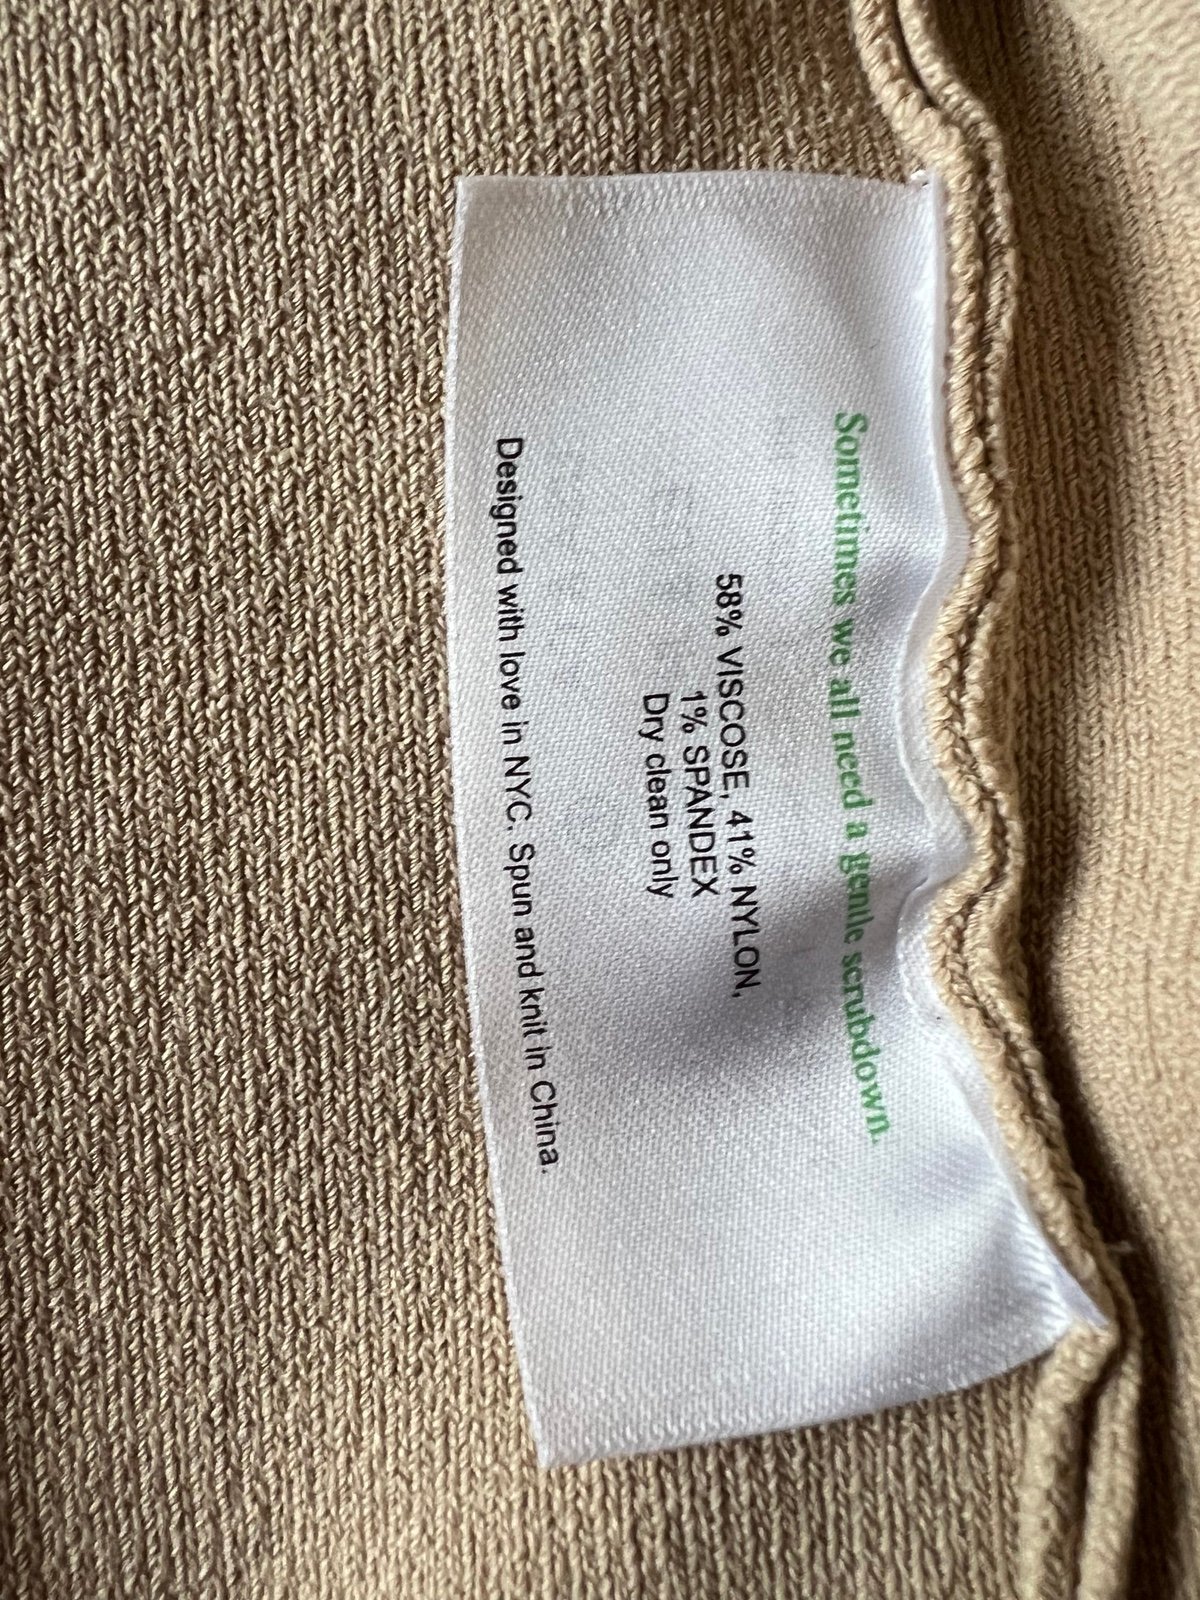 Sometimes we all need a gentle scrubdown.
58% VISCOSE, 41% NYLON,
1% SPANDEX
Dry clean only
Designed with love in NYC. Spun and knit in China.